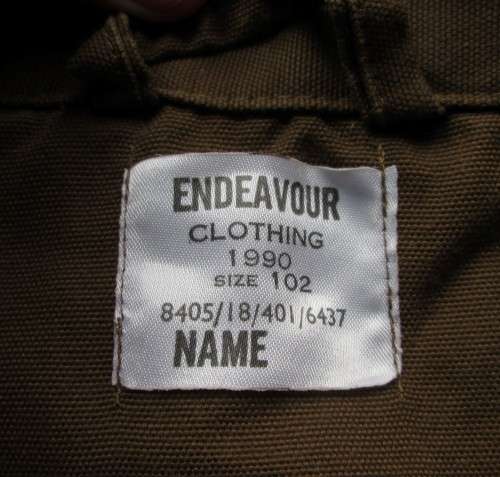 ENDEAVOUR
CLOTHING
1990
SIZE 102
8405/18/401/6437
NAME